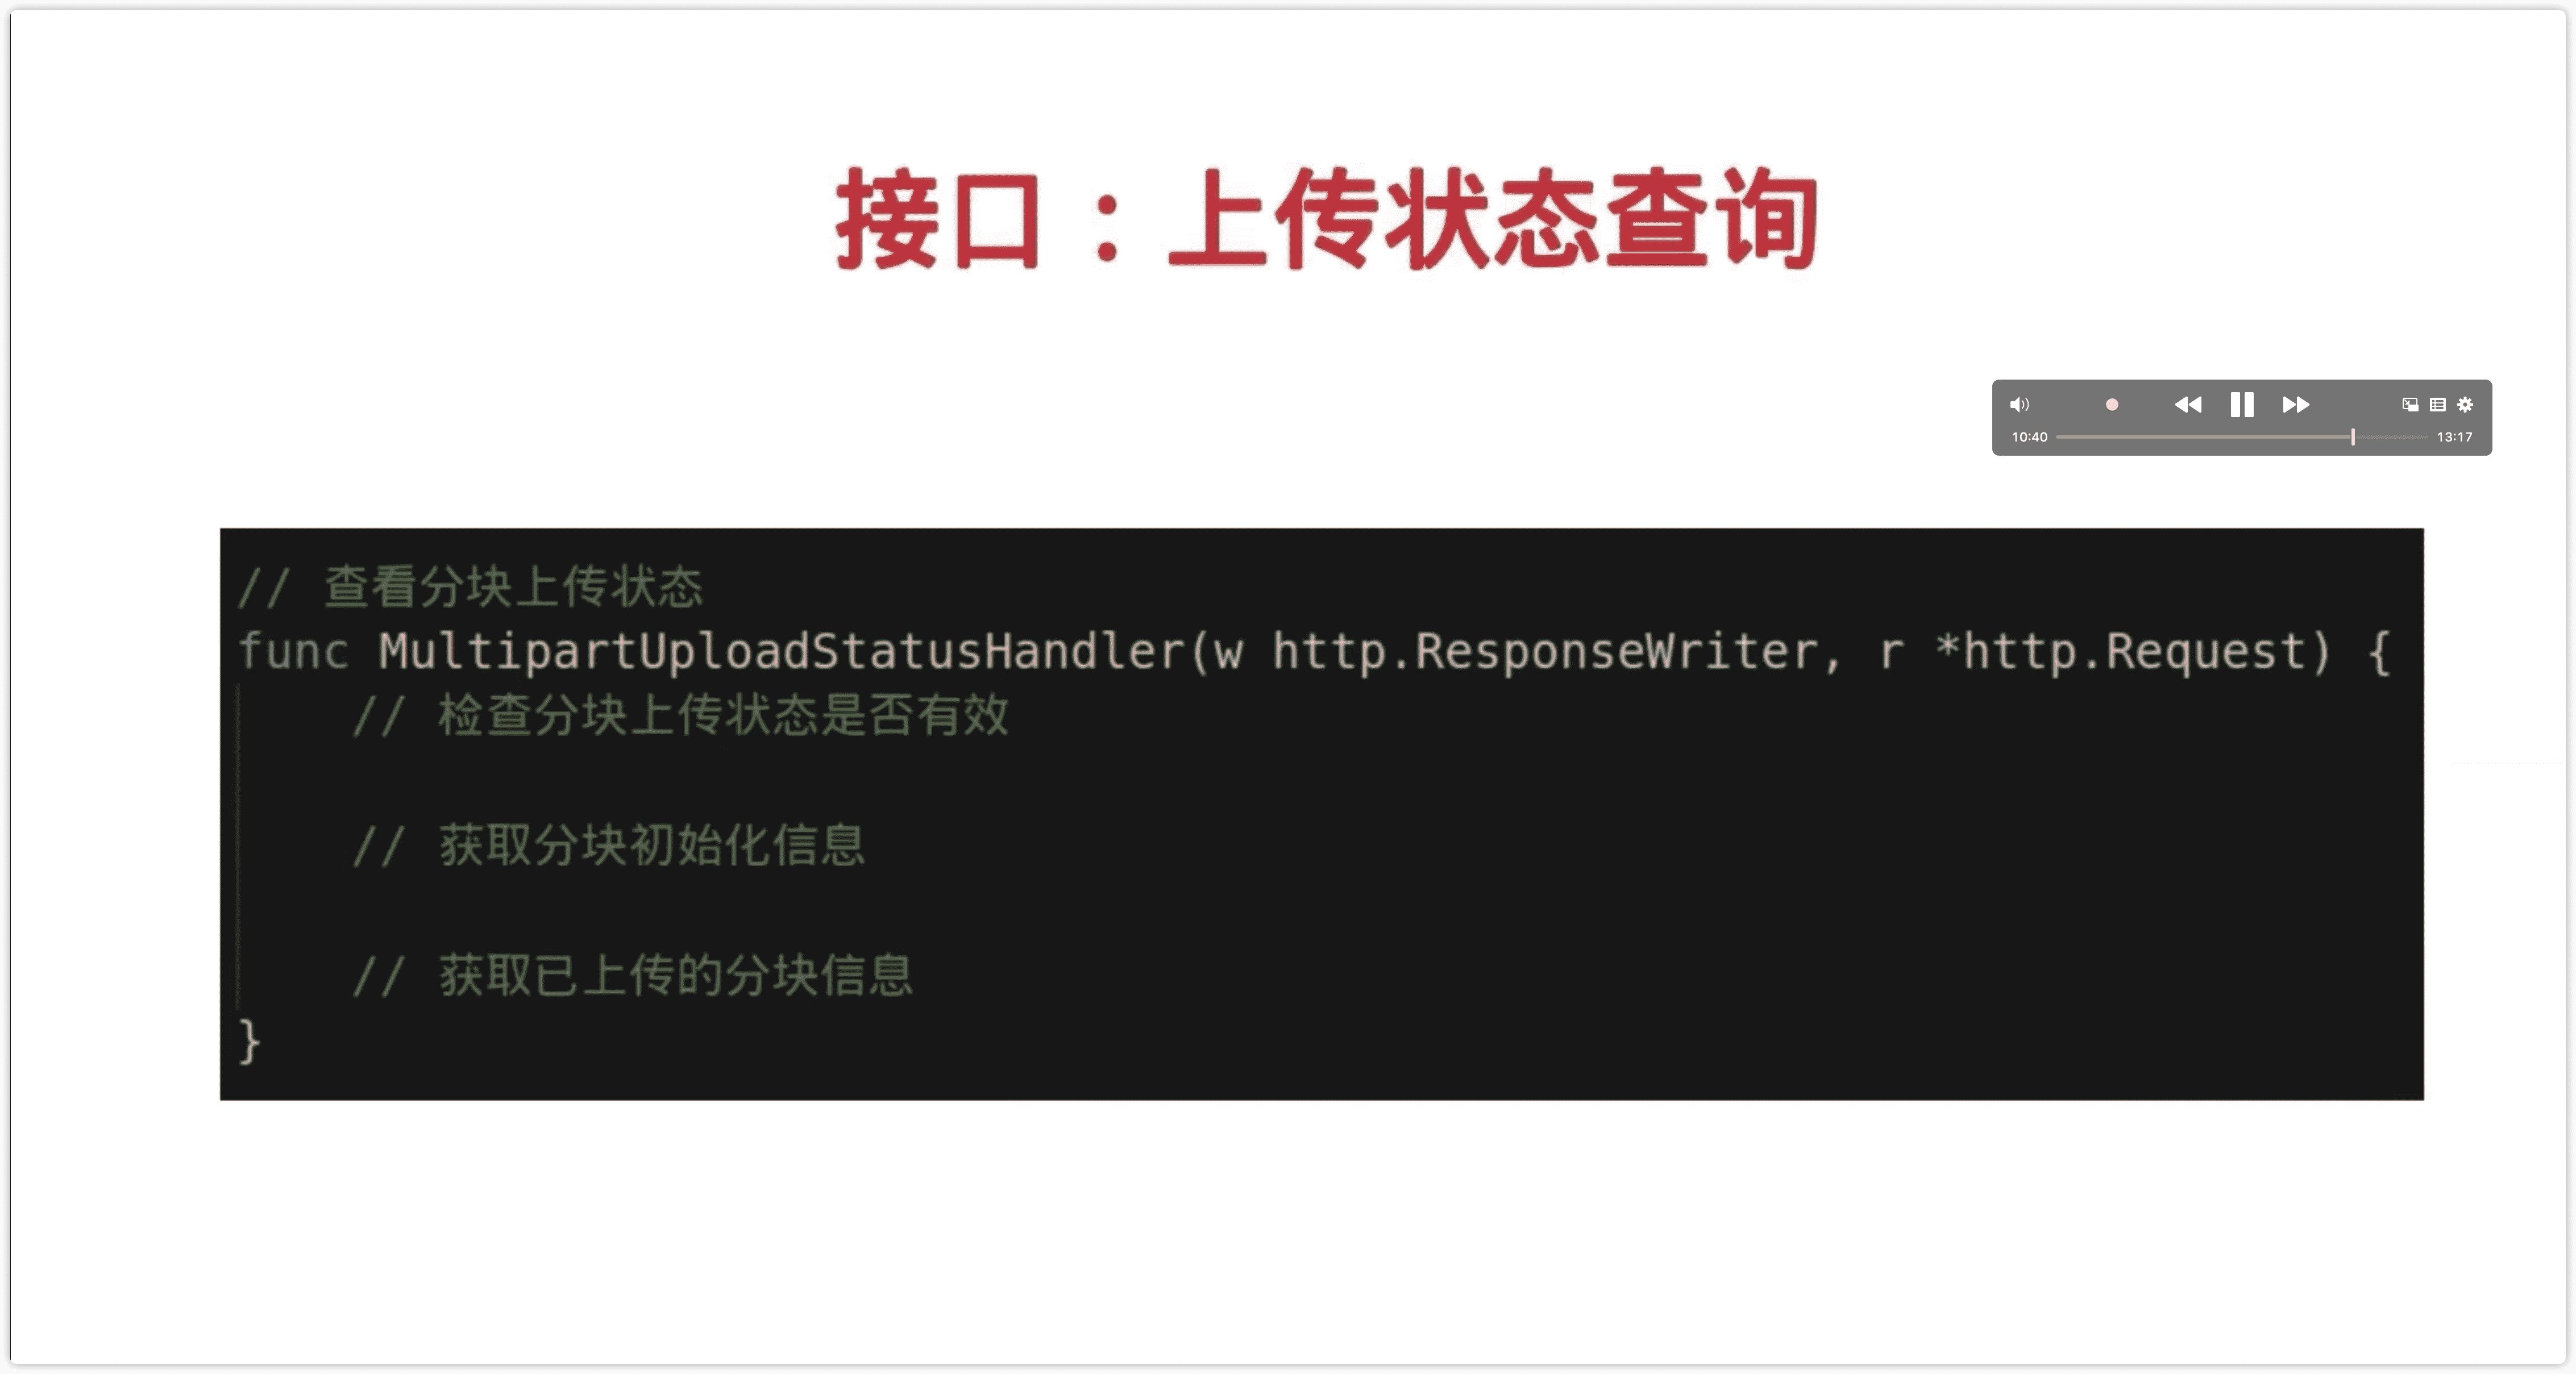 接口：上传状态查询
10:40
13:17
// 查看分块上传状态
func MultipartUploadStatusHandler(w http.ResponseWriter, r *http.Request) {
// 检查分块上传状态是否有效
// 获取分块初始化信息
// 获取已上传的分块信息
}